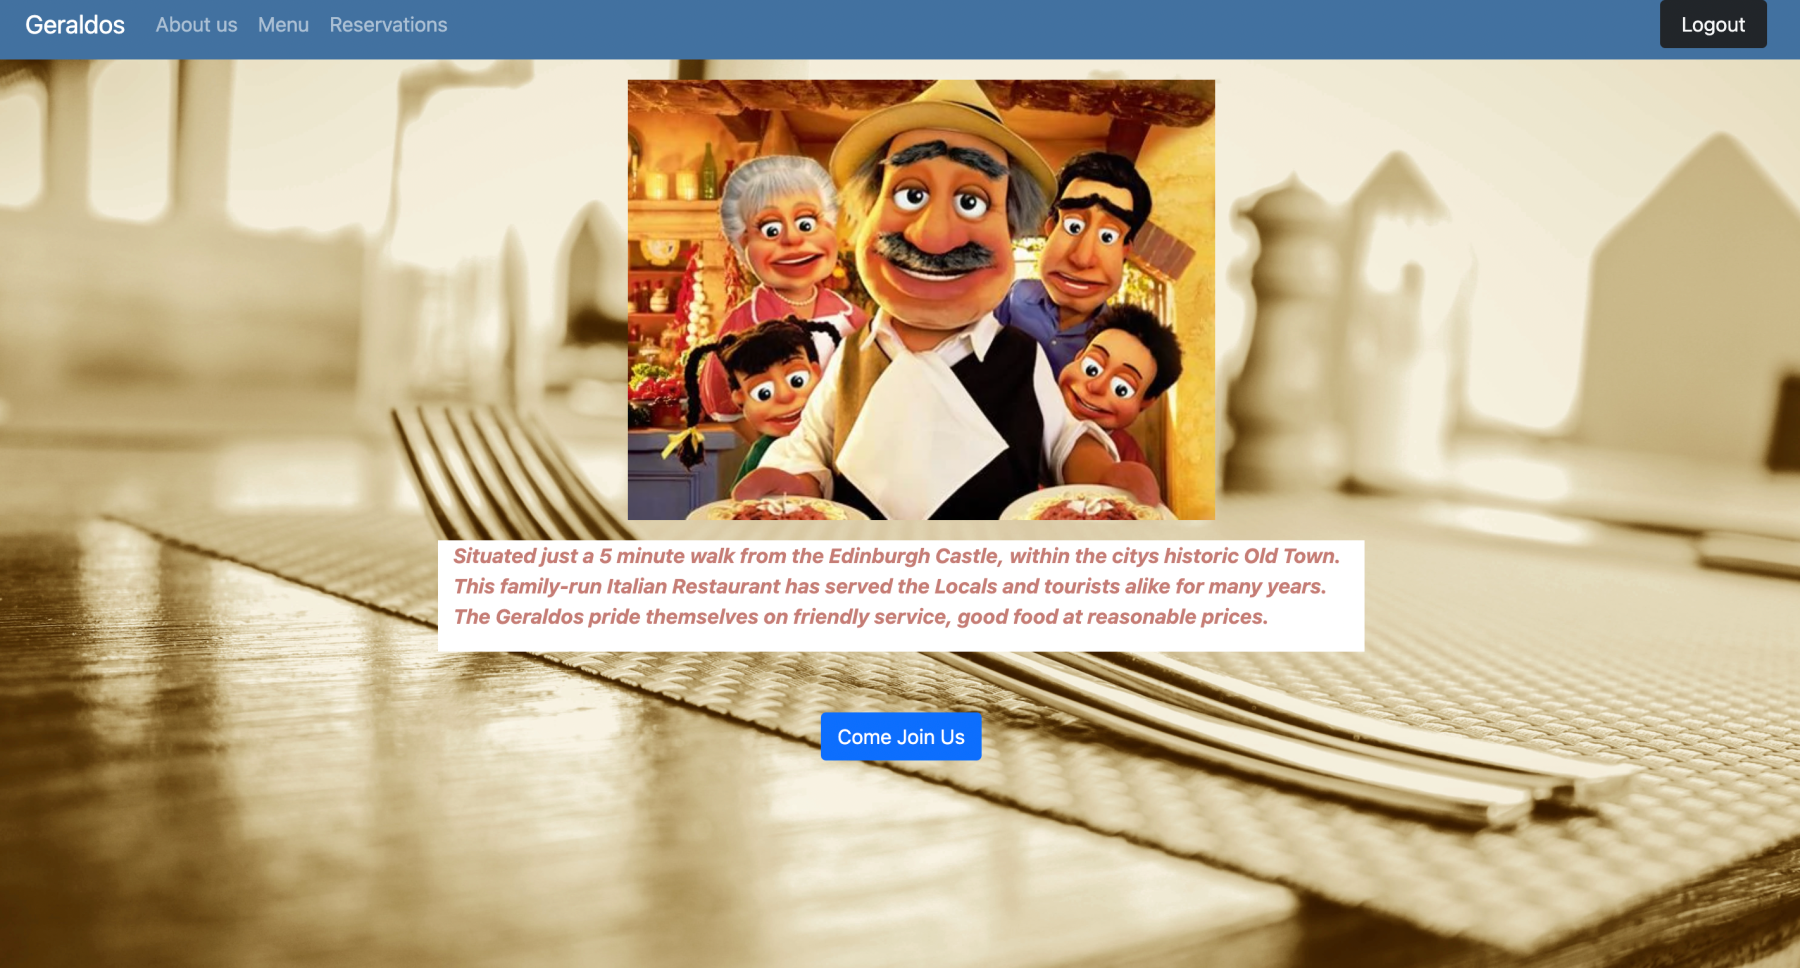 Geraldos
About us
Menu
Reservations
Logout
Situated just a 5 minute walk from the Edinburgh Castle, within the citys historic Old Town.
This family-run Italian Restaurant has served the Locals and tourists alike for many years.
The Geraldos pride themselves on friendly service, good food at reasonable prices.
Come Join Us